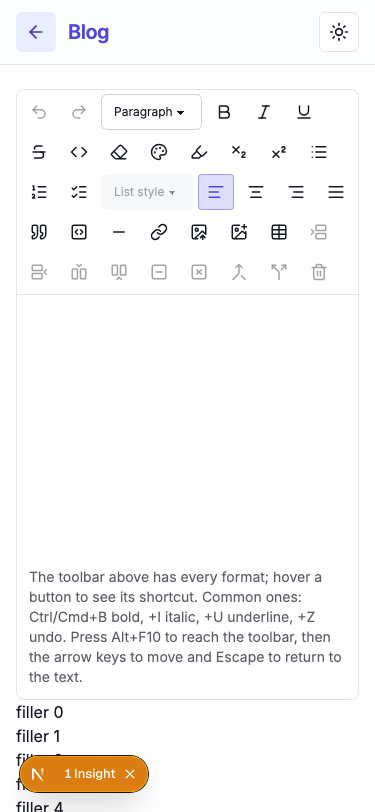 Blog
Paragraph
List style
The toolbar above has every format; hover a
button to see its shortcut. Common ones:
Ctrl/Cmd+B bold, +I italic, +U underline, +Z
undo. Press Alt+F10 to reach the toolbar, then
the arrow keys to move and Escape to return to
the text.
filler 0
filler 1
N 1 Insight
filler 4